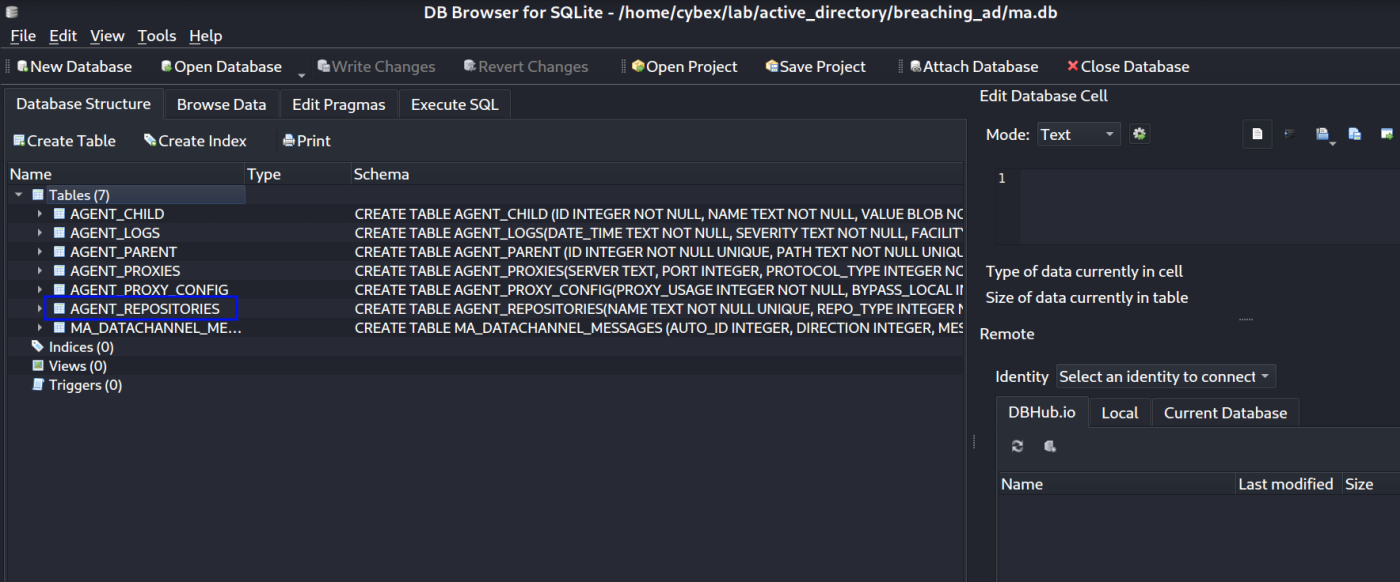 DB Browser for SQLite - /home/cybex/lab/active_directory/breaching_ad/ma.db
File Edit View Tools Help
New Database Open Database Write Changes Revert Changes Open Project Save Project Attach Database Close Database
Database Structure Browse Data Edit Pragmas Execute SQL
Create Table Create Index Print
Name Type Schema
Tables (7)
AGENT_CHILD CREATE TABLE AGENT_CHILD (ID INTEGER NOT NULL, NAME TEXT NOT NULL, VALUE BLOB NO
AGENT_LOGS CREATE TABLE AGENT_LOGS(DATE_TIME TEXT NOT NULL, SEVERITY TEXT NOT NULL, FACILITY
AGENT_PARENT CREATE TABLE AGENT_PARENT (ID INTEGER NOT NULL UNIQUE, PATH TEXT NOT NULL UNIQU
AGENT_PROXIES CREATE TABLE AGENT_PROXIES(SERVER TEXT, PORT INTEGER, PROTOCOL_TYPE INTEGER NO
AGENT_PROXY_CONFIG CREATE TABLE AGENT_PROXY_CONFIG(PROXY_USAGE INTEGER NOT NULL, BYPASS_LOCAL IN
AGENT_REPOSITORIES CREATE TABLE AGENT_REPOSITORIES(NAME TEXT NOT NULL UNIQUE, REPO_TYPE INTEGER N
MA_DATACHANNEL_ME... CREATE TABLE MA_DATACHANNEL_MESSAGES (AUTO_ID INTEGER, DIRECTION INTEGER, MES
Indices (0)
Views (0)
Triggers (0)
Edit Database Cell
Mode: Text
1
Type of data currently in cell
Size of data currently in table
Remote
Identity Select an identity to connect
DBHub.io Local Current Database
Name Last modified Size